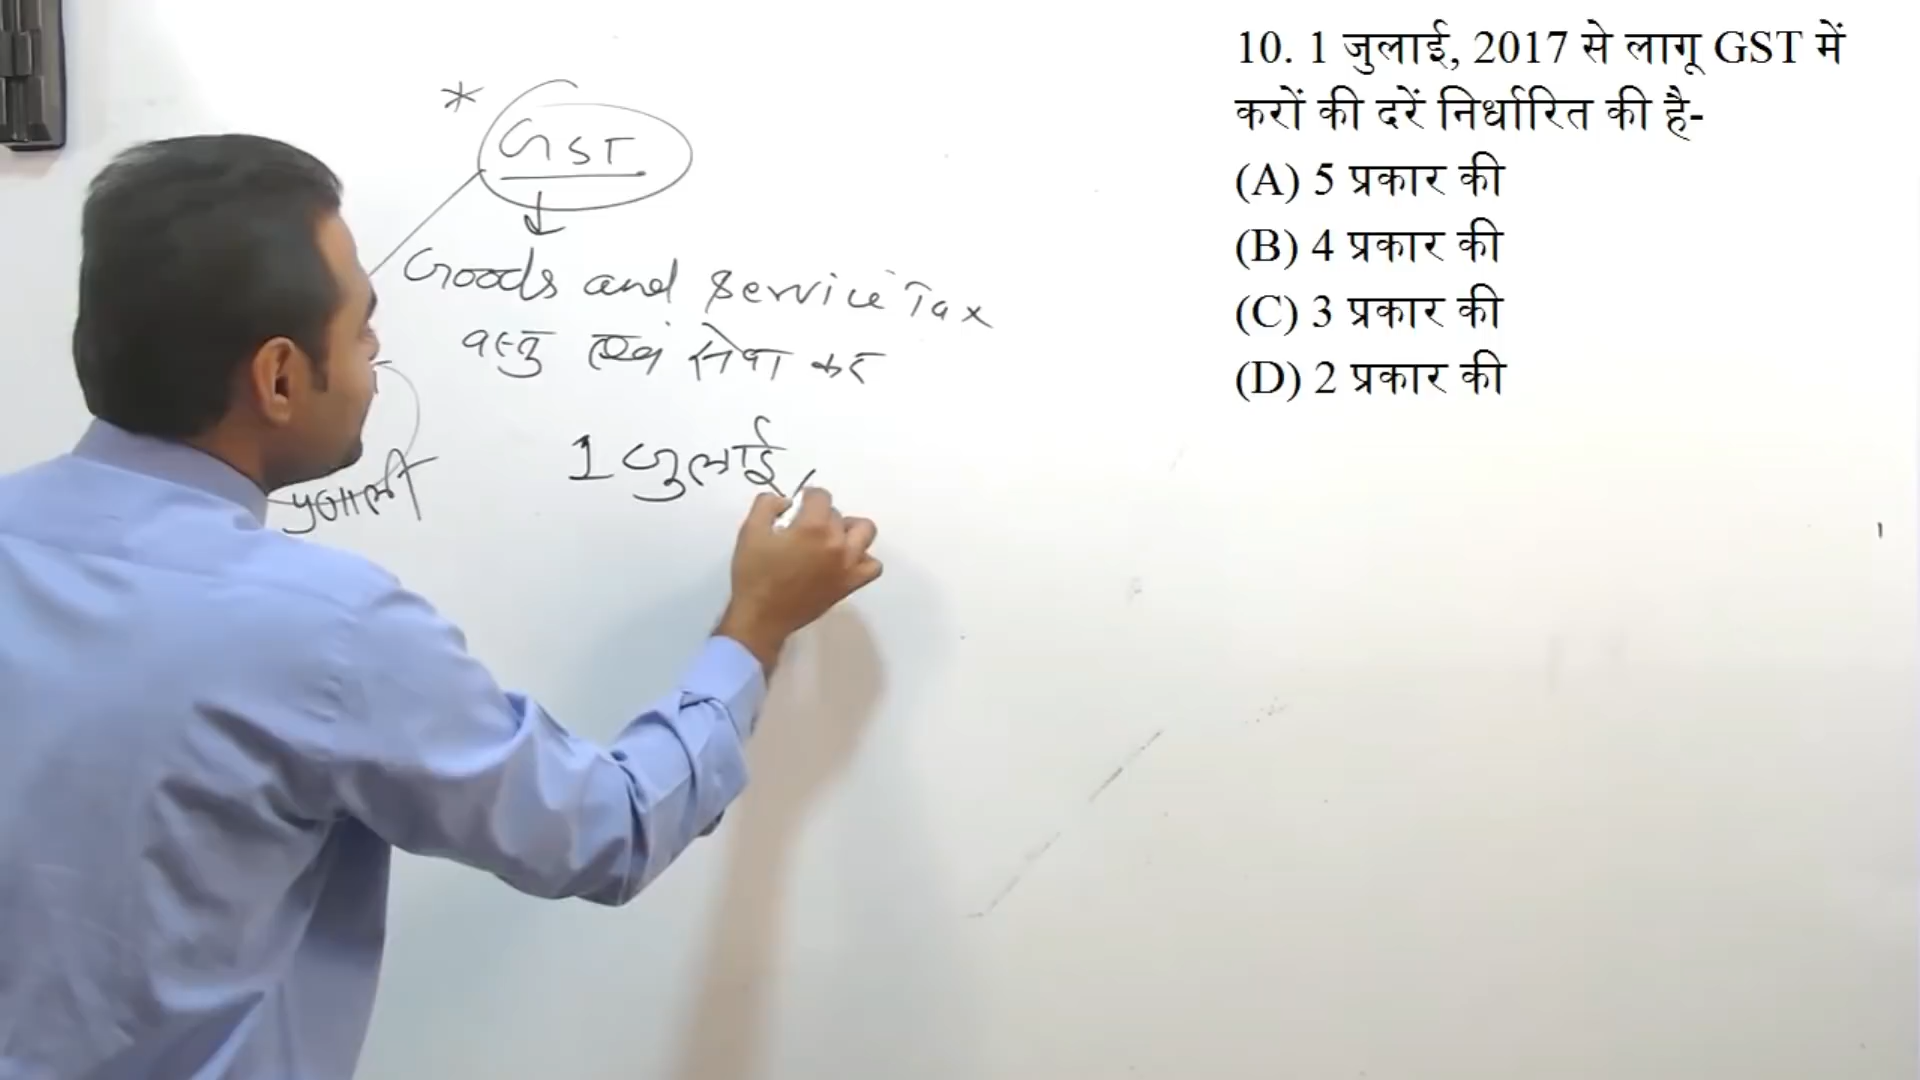 * GST
Goods and Service Tax
वस्तु एवं सेवा कर
1 जुलाई,
प्रणाली
10. 1 जुलाई, 2017 से लागू GST में
करों की दरें निर्धारित की है-
(A) 5 प्रकार की
(B) 4 प्रकार की
(C) 3 प्रकार की
(D) 2 प्रकार की